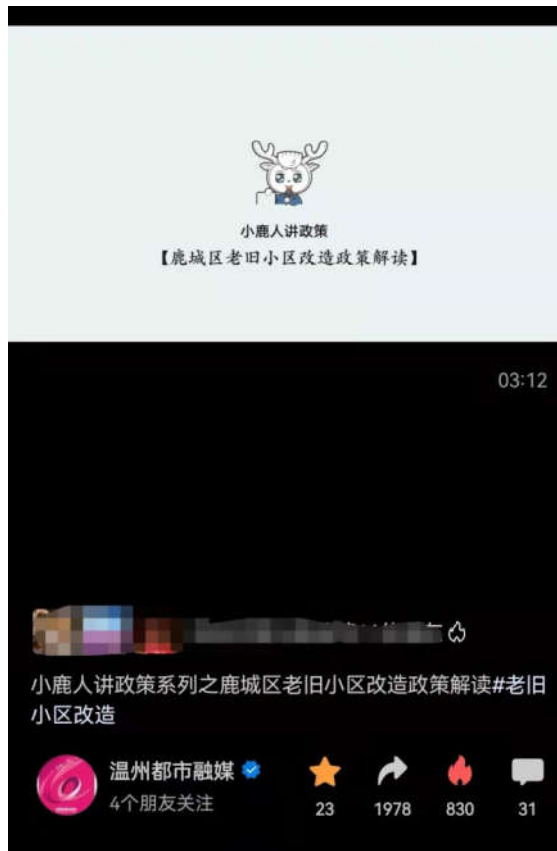 小鹿人讲政策
【鹿城区老旧小区改造政策解读】
03:12
小鹿人讲政策系列之鹿城区老旧小区改造政策解读#老旧
小区改造
温州都市融媒
4个朋友关注
23 1978 830 31